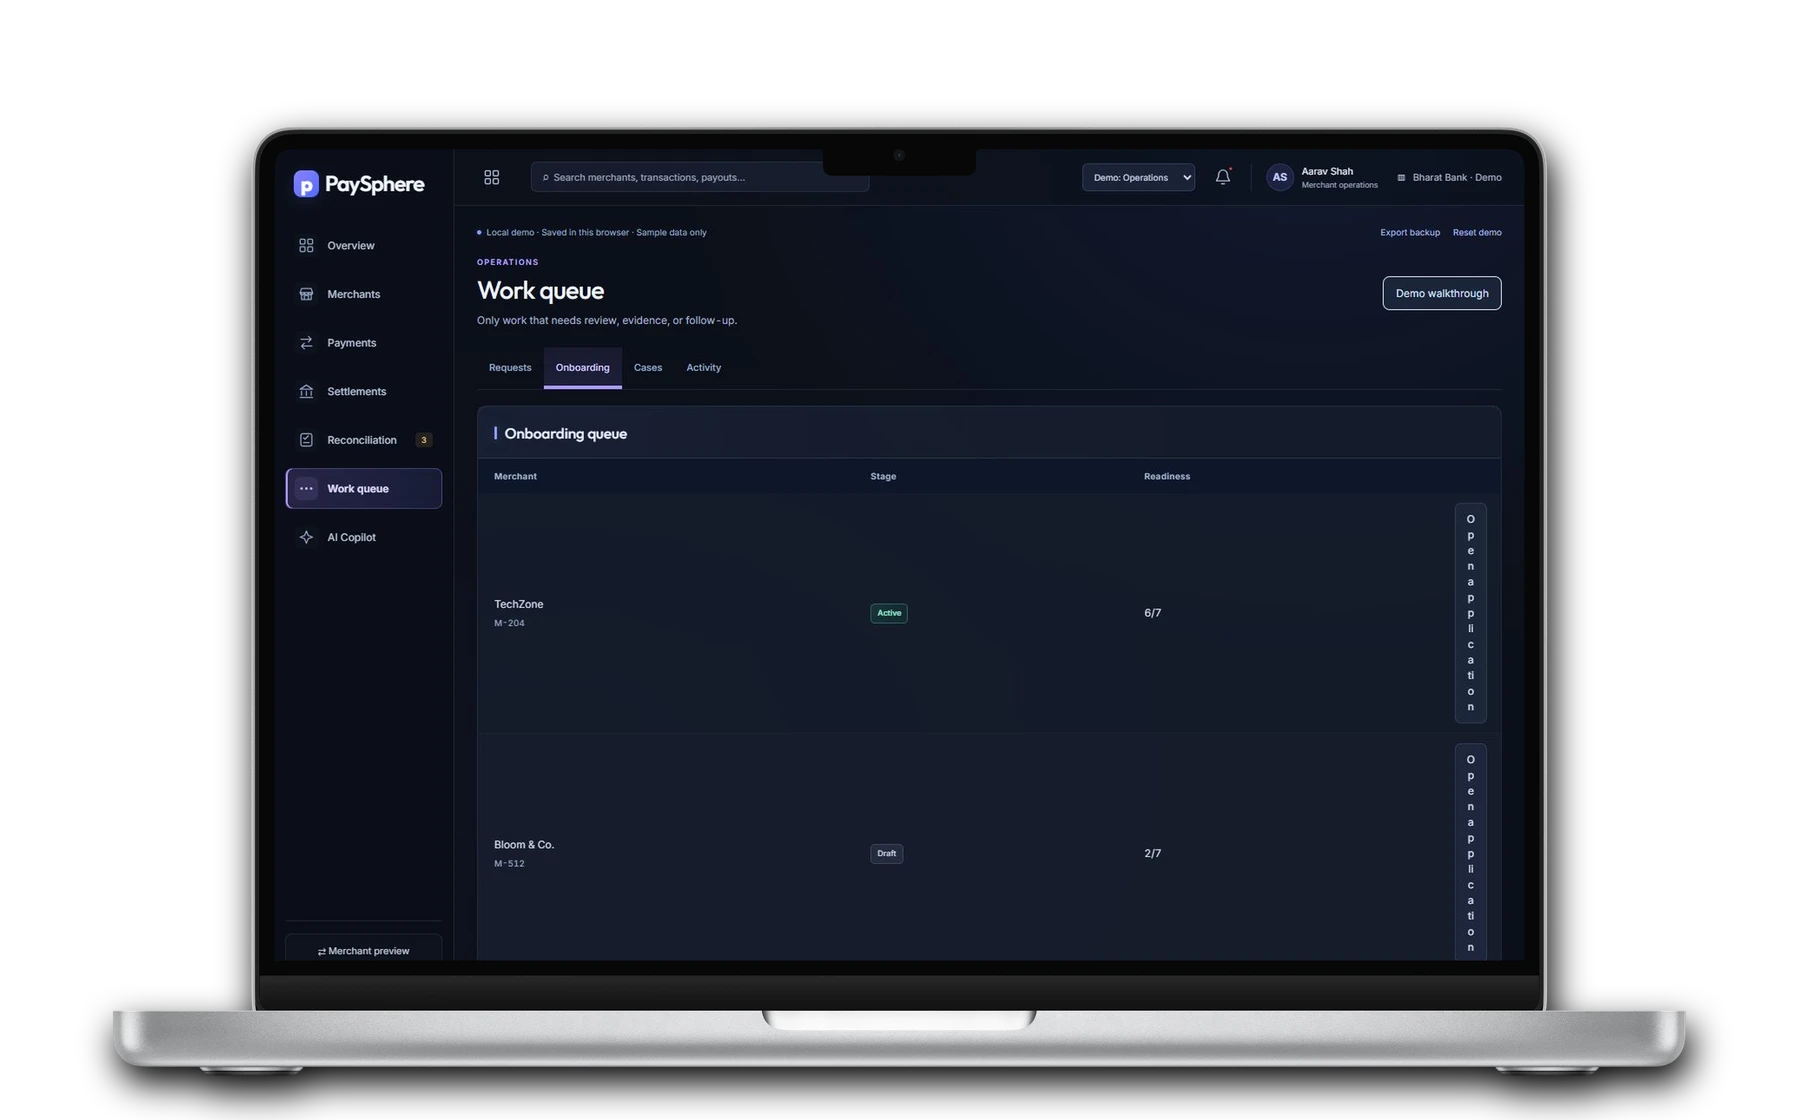 p PaySphere
Search merchants, transactions, payouts...
Demo: Operations
AS
Aarav Shah
Merchant operations
Bharat Bank · Demo
Overview
Merchants
Payments
Settlements
Reconciliation 3
Work queue
AI Copilot
⇄ Merchant preview
Local demo · Saved in this browser · Sample data only
Export backup Reset demo
OPERATIONS
Work queue
Demo walkthrough
Only work that needs review, evidence, or follow-up.
Requests Onboarding Cases Activity
Onboarding queue
Merchant Stage Readiness
TechZone
M-204
Active
6/7
O
p
e
n
a
p
p
li
c
a
ti
o
n
Bloom & Co.
M-512
Draft
2/7
O
p
e
n
a
p
p
li
c
a
ti
o
n